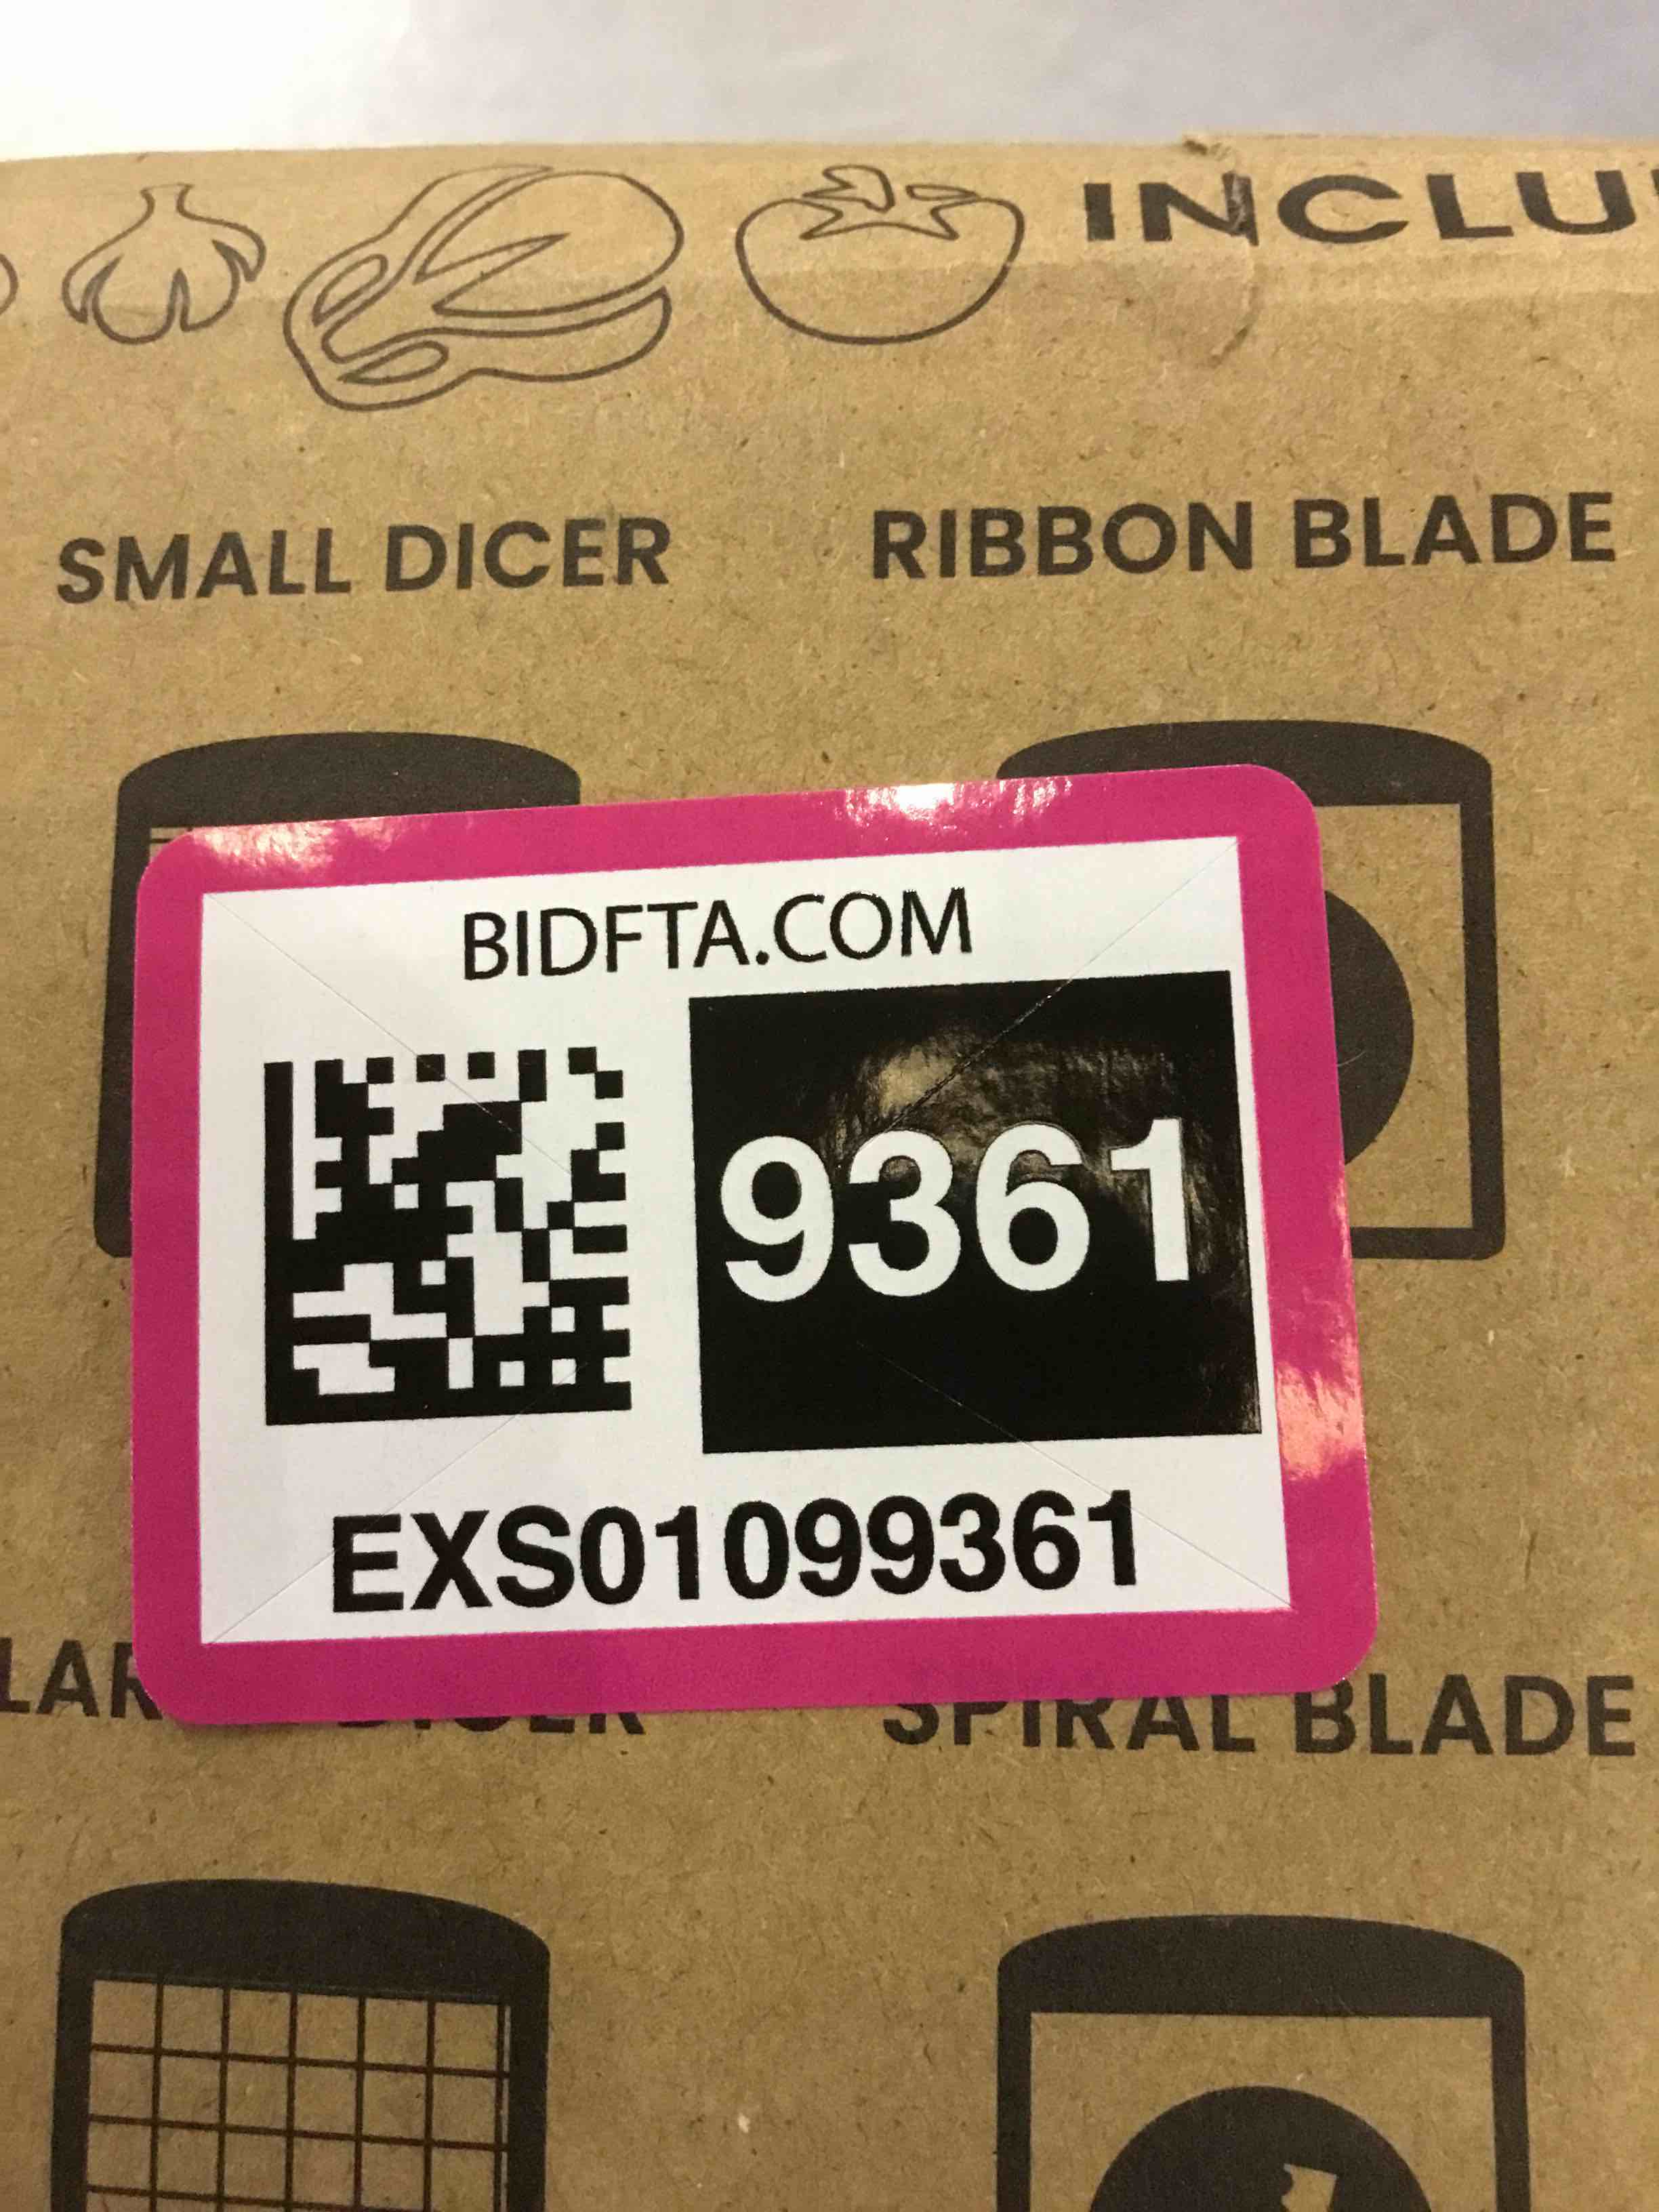 INCLU
SMALL DICER
RIBBON BLADE
BIDFTA.COM
9361
EXS01099361
SPIRAL BLADE